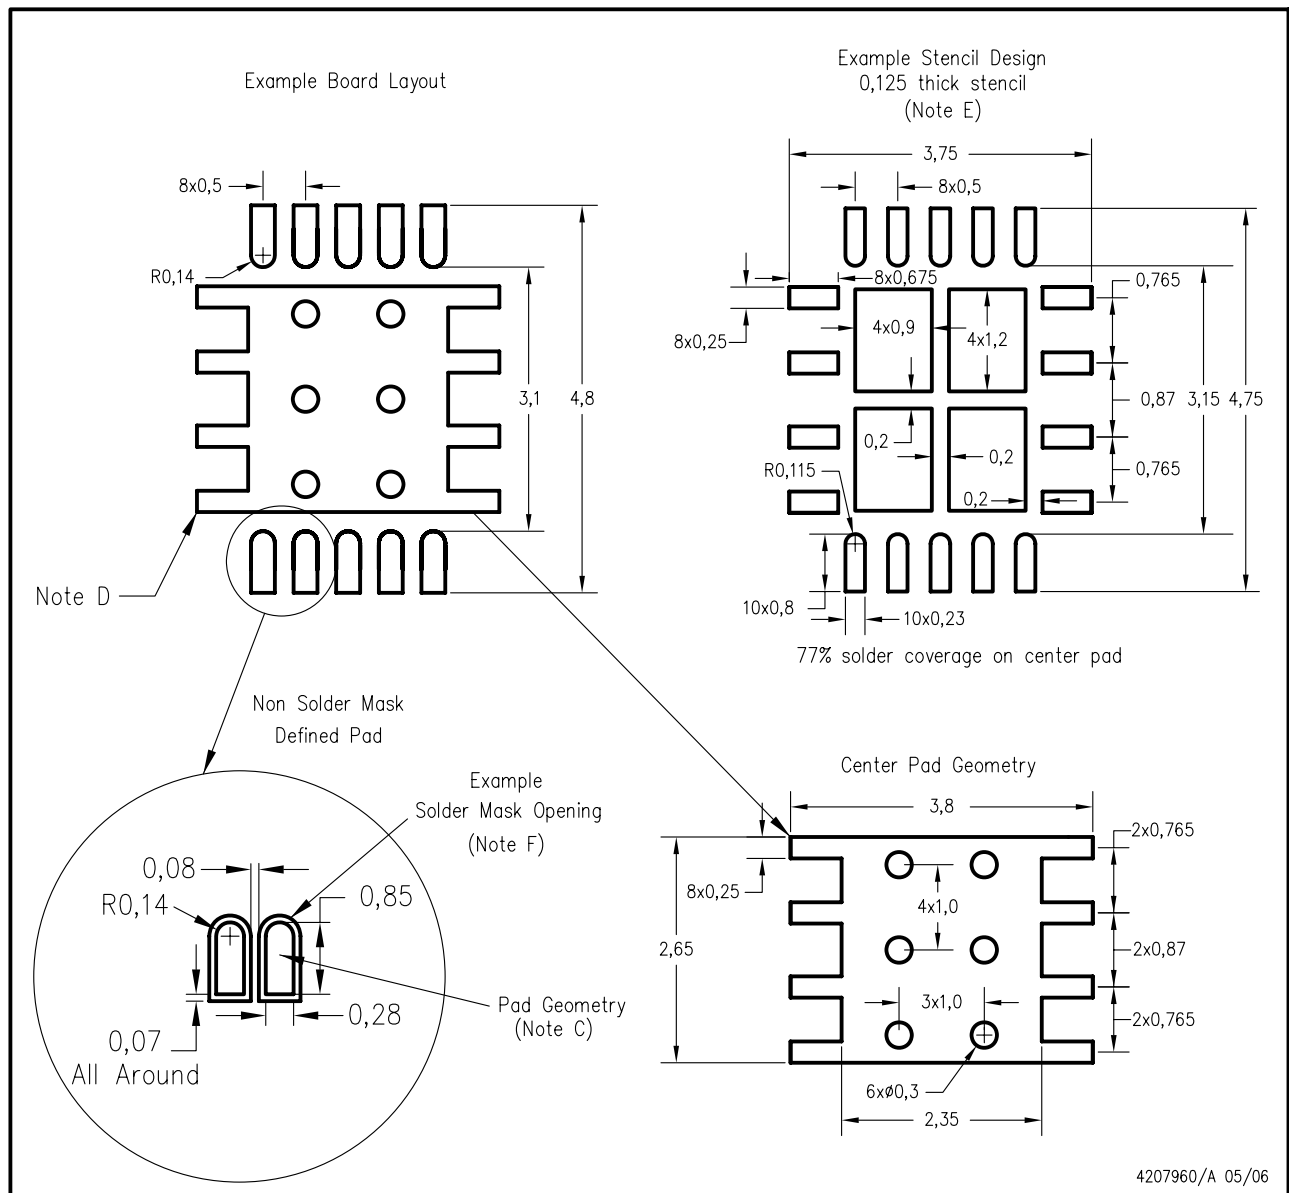 Example Board Layout
8x0,5
R0,14
3,1
4,8
Note D
Example Stencil Design
0,125 thick stencil
(Note E)
3,75
8x0,5
8x0,675
0,765
8x0,25
4x0,9
4x1,2
0,87
3,15
4,75
0,2
0,2
R0,115
0,765
0,2
10x0,8
10x0,23
77% solder coverage on center pad
Non Solder Mask
Defined Pad
Example
Solder Mask Opening
(Note F)
0,08
R0,14
0,85
0,28
Pad Geometry
(Note C)
0,07
All Around
Center Pad Geometry
3,8
2x0,765
8x0,25
4x1,0
2,65
2x0,87
3x1,0
2x0,765
6xø0,3
2,35
4207960/A 05/06